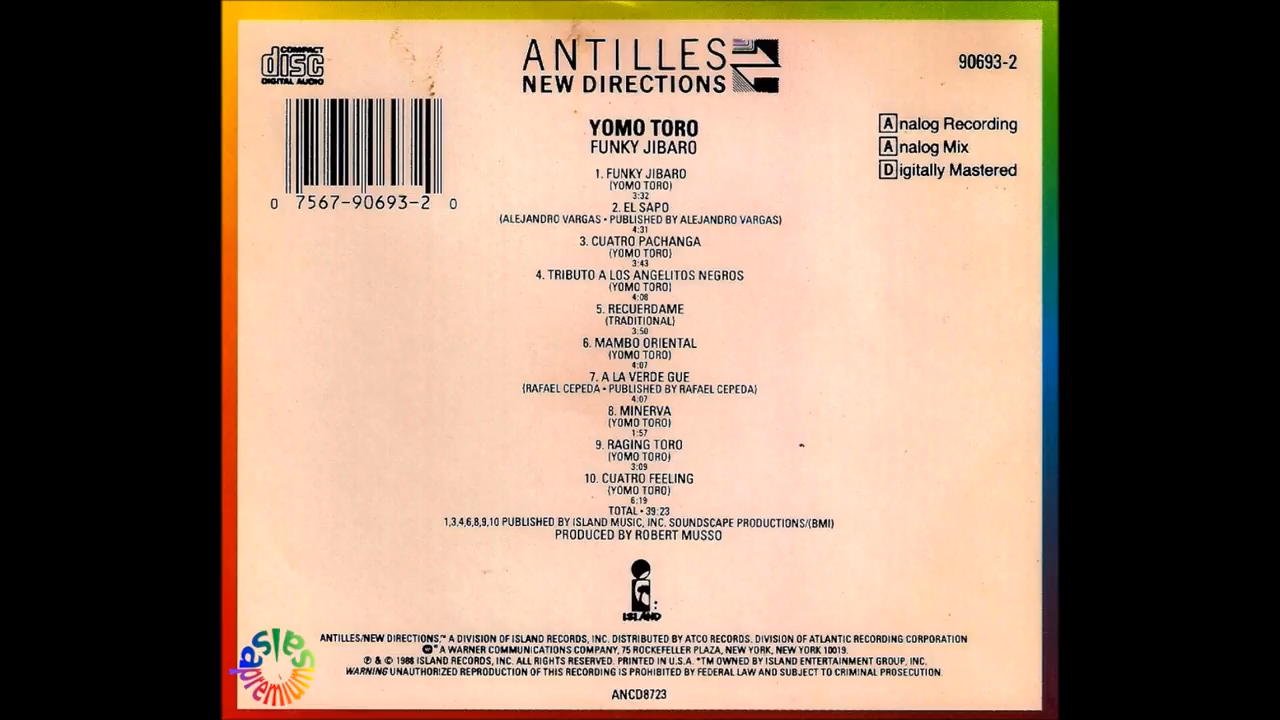 COMPACT
disc
DIGITAL AUDIO
0 7567-90693-2 0
ANTILLES
NEW DIRECTIONS
90693-2
Analog Recording
Analog Mix
Digitally Mastered
YOMO TORO
FUNKY JIBARO
1. FUNKY JIBARO
(YOMO TORO)
3:32
2. EL SAPO
(ALEJANDRO VARGAS • PUBLISHED BY ALEJANDRO VARGAS)
4:31
3. CUATRO PACHANGA
(YOMO TORO)
3:43
4. TRIBUTO A LOS ANGELITOS NEGROS
(YOMO TORO)
4:08
5. RECUERDAME
(TRADITIONAL)
3:50
6. MAMBO ORIENTAL
(YOMO TORO)
4:07
7. A LA VERDE GUE
(RAFAEL CEPEDA • PUBLISHED BY RAFAEL CEPEDA)
4:07
8. MINERVA
(YOMO TORO)
1:57
9. RAGING TORO
(YOMO TORO)
3:09
10. CUATRO FEELING
(YOMO TORO)
6:19
TOTAL • 39:23
1,3,4,6,8,9,10 PUBLISHED BY ISLAND MUSIC, INC. SOUNDSCAPE PRODUCTIONS/(BMI)
PRODUCED BY ROBERT MUSSO
ISLAND
ANTILLES/NEW DIRECTIONS,™ A DIVISION OF ISLAND RECORDS, INC. DISTRIBUTED BY ATCO RECORDS. DIVISION OF ATLANTIC RECORDING CORPORATION
® A WARNER COMMUNICATIONS COMPANY, 75 ROCKEFELLER PLAZA, NEW YORK, NEW YORK 10019.
℗ & © 1988 ISLAND RECORDS, INC. ALL RIGHTS RESERVED. PRINTED IN U.S.A. *TM OWNED BY ISLAND ENTERTAINMENT GROUP, INC.
WARNING UNAUTHORIZED REPRODUCTION OF THIS RECORDING IS PROHIBITED BY FEDERAL LAW AND SUBJECT TO CRIMINAL PROSECUTION.
ANCD8723
salsa
premium